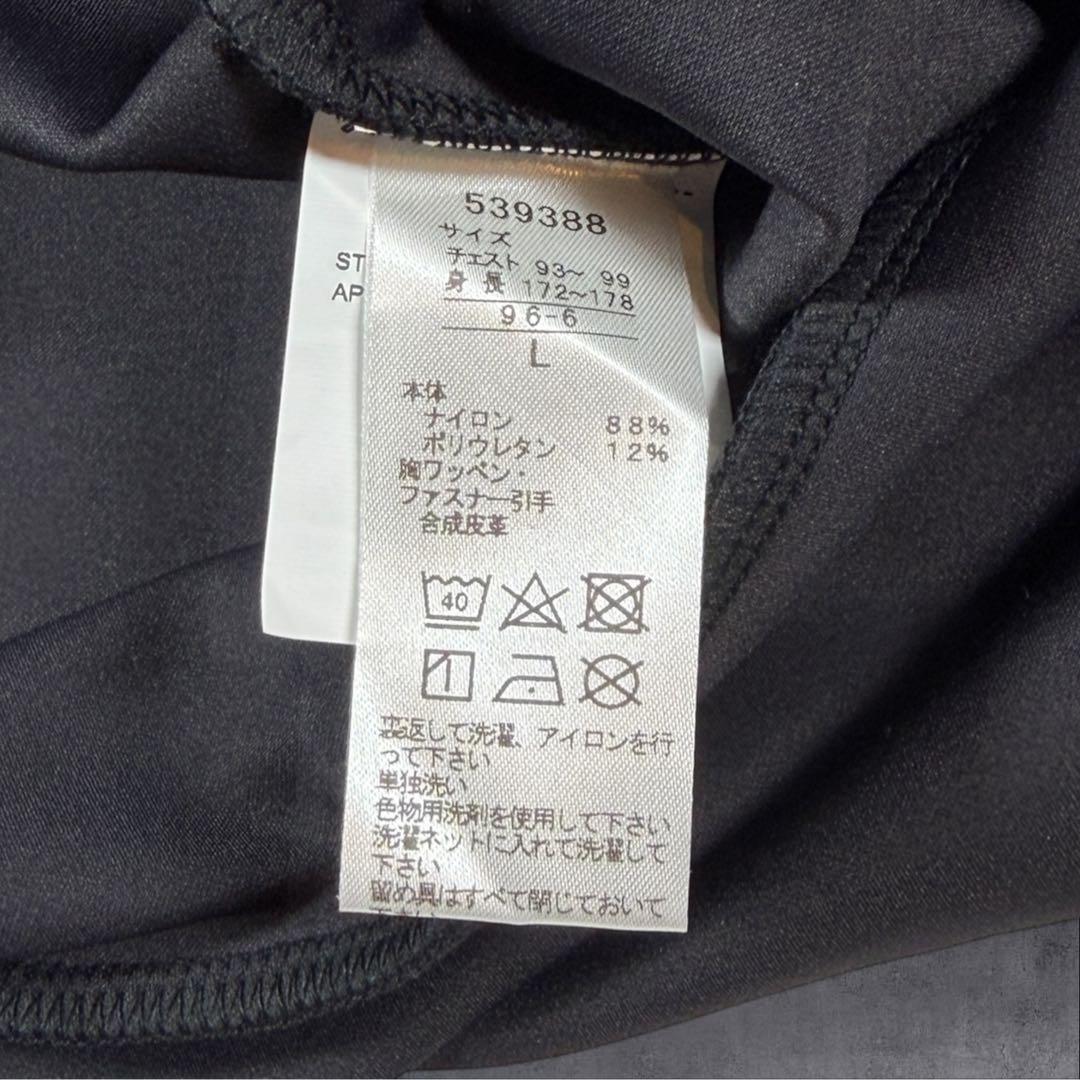 539388
サイズ
チェスト 93～ 99
身長 172～178
96-6
L
本体
ナイロン 88%
ポリウレタン 12%
胸ワッペン・
ファスナー引手
合成皮革
40
裏返して洗濯、アイロンを行
って下さい
単独洗い
色物用洗剤を使用して下さい
洗濯ネットに入れて洗濯して
下さい
留め具はすべて閉じておいて
下さい
ST
AP